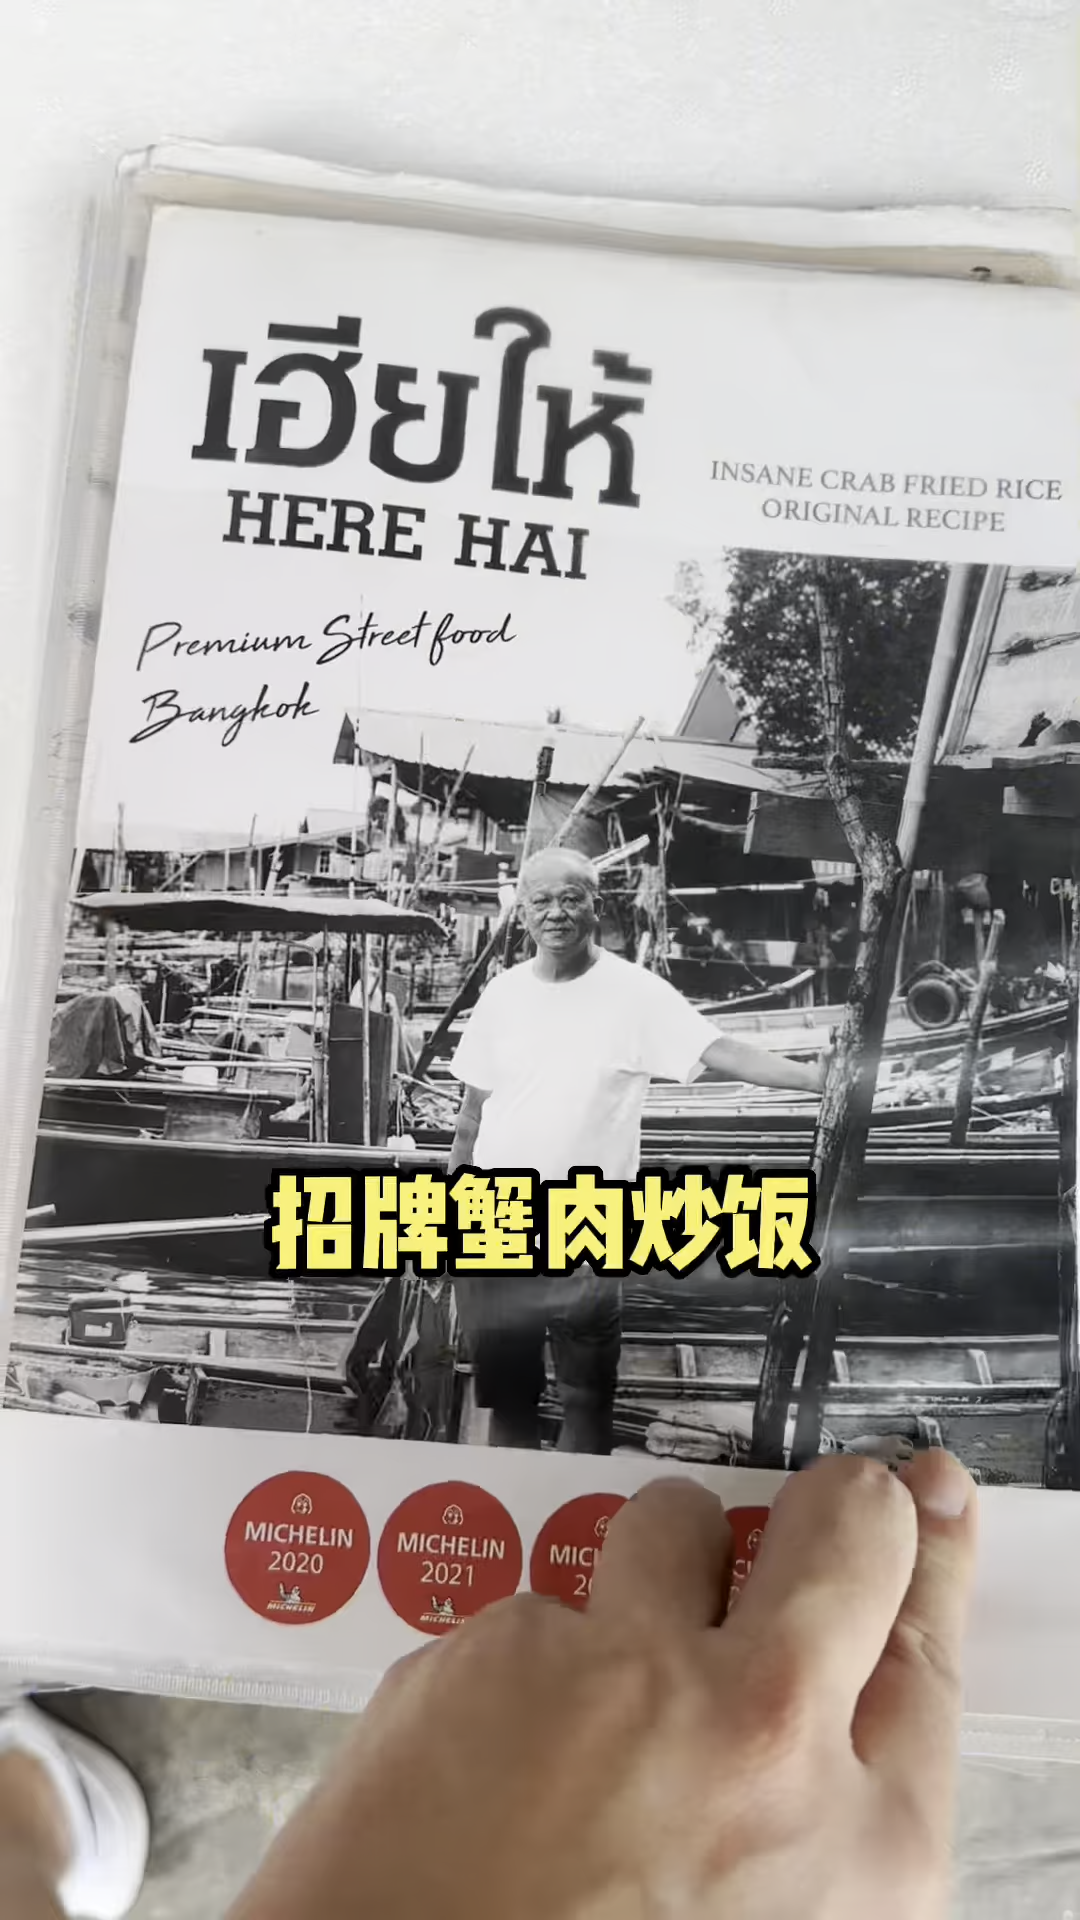 เฮียให้
HERE HAI
INSANE CRAB FRIED RICE
ORIGINAL RECIPE
Premium Street food
Bangkok
招牌蟹肉炒饭
MICHELIN
2020
MICHELIN
MICHELIN
2021